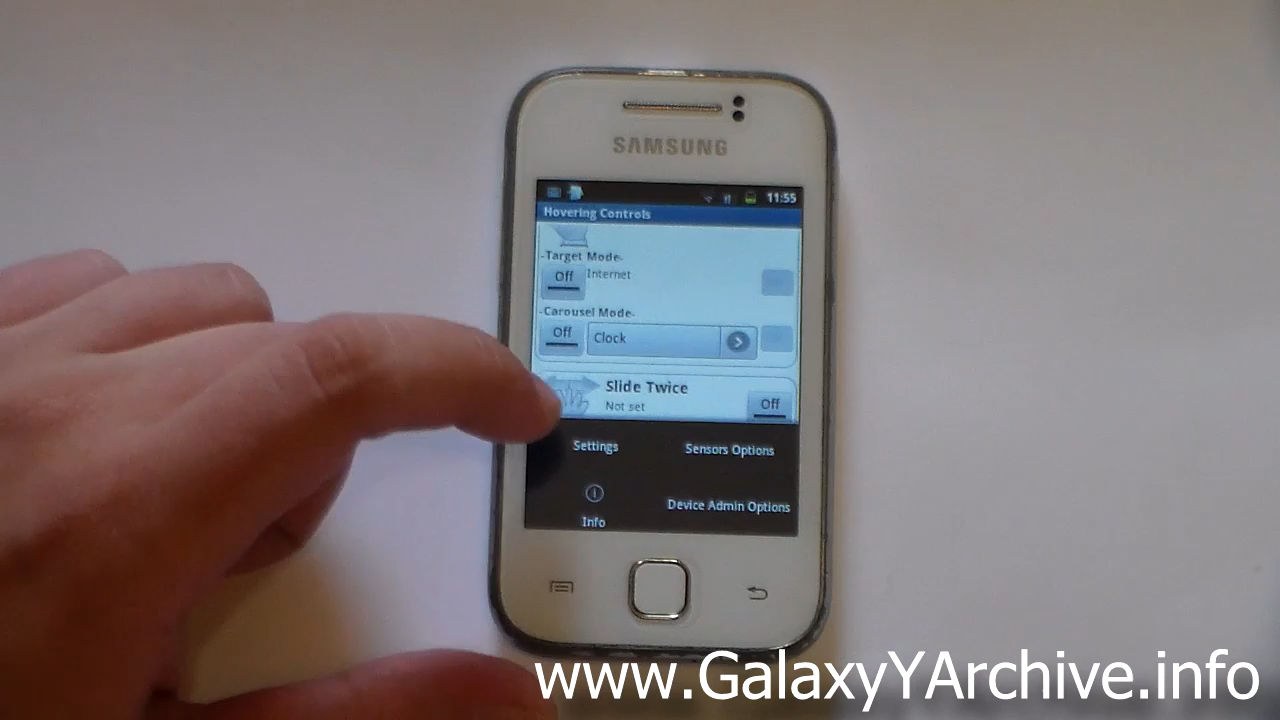 SAMSUNG
11:55
Hovering Controls
-Target Mode-
Off
Internet
-Carousel Mode-
Off
Clock
Slide Twice
Not set
Off
Settings
Sensors Options
Info
Device Admin Options
www.GalaxyYArchive.info